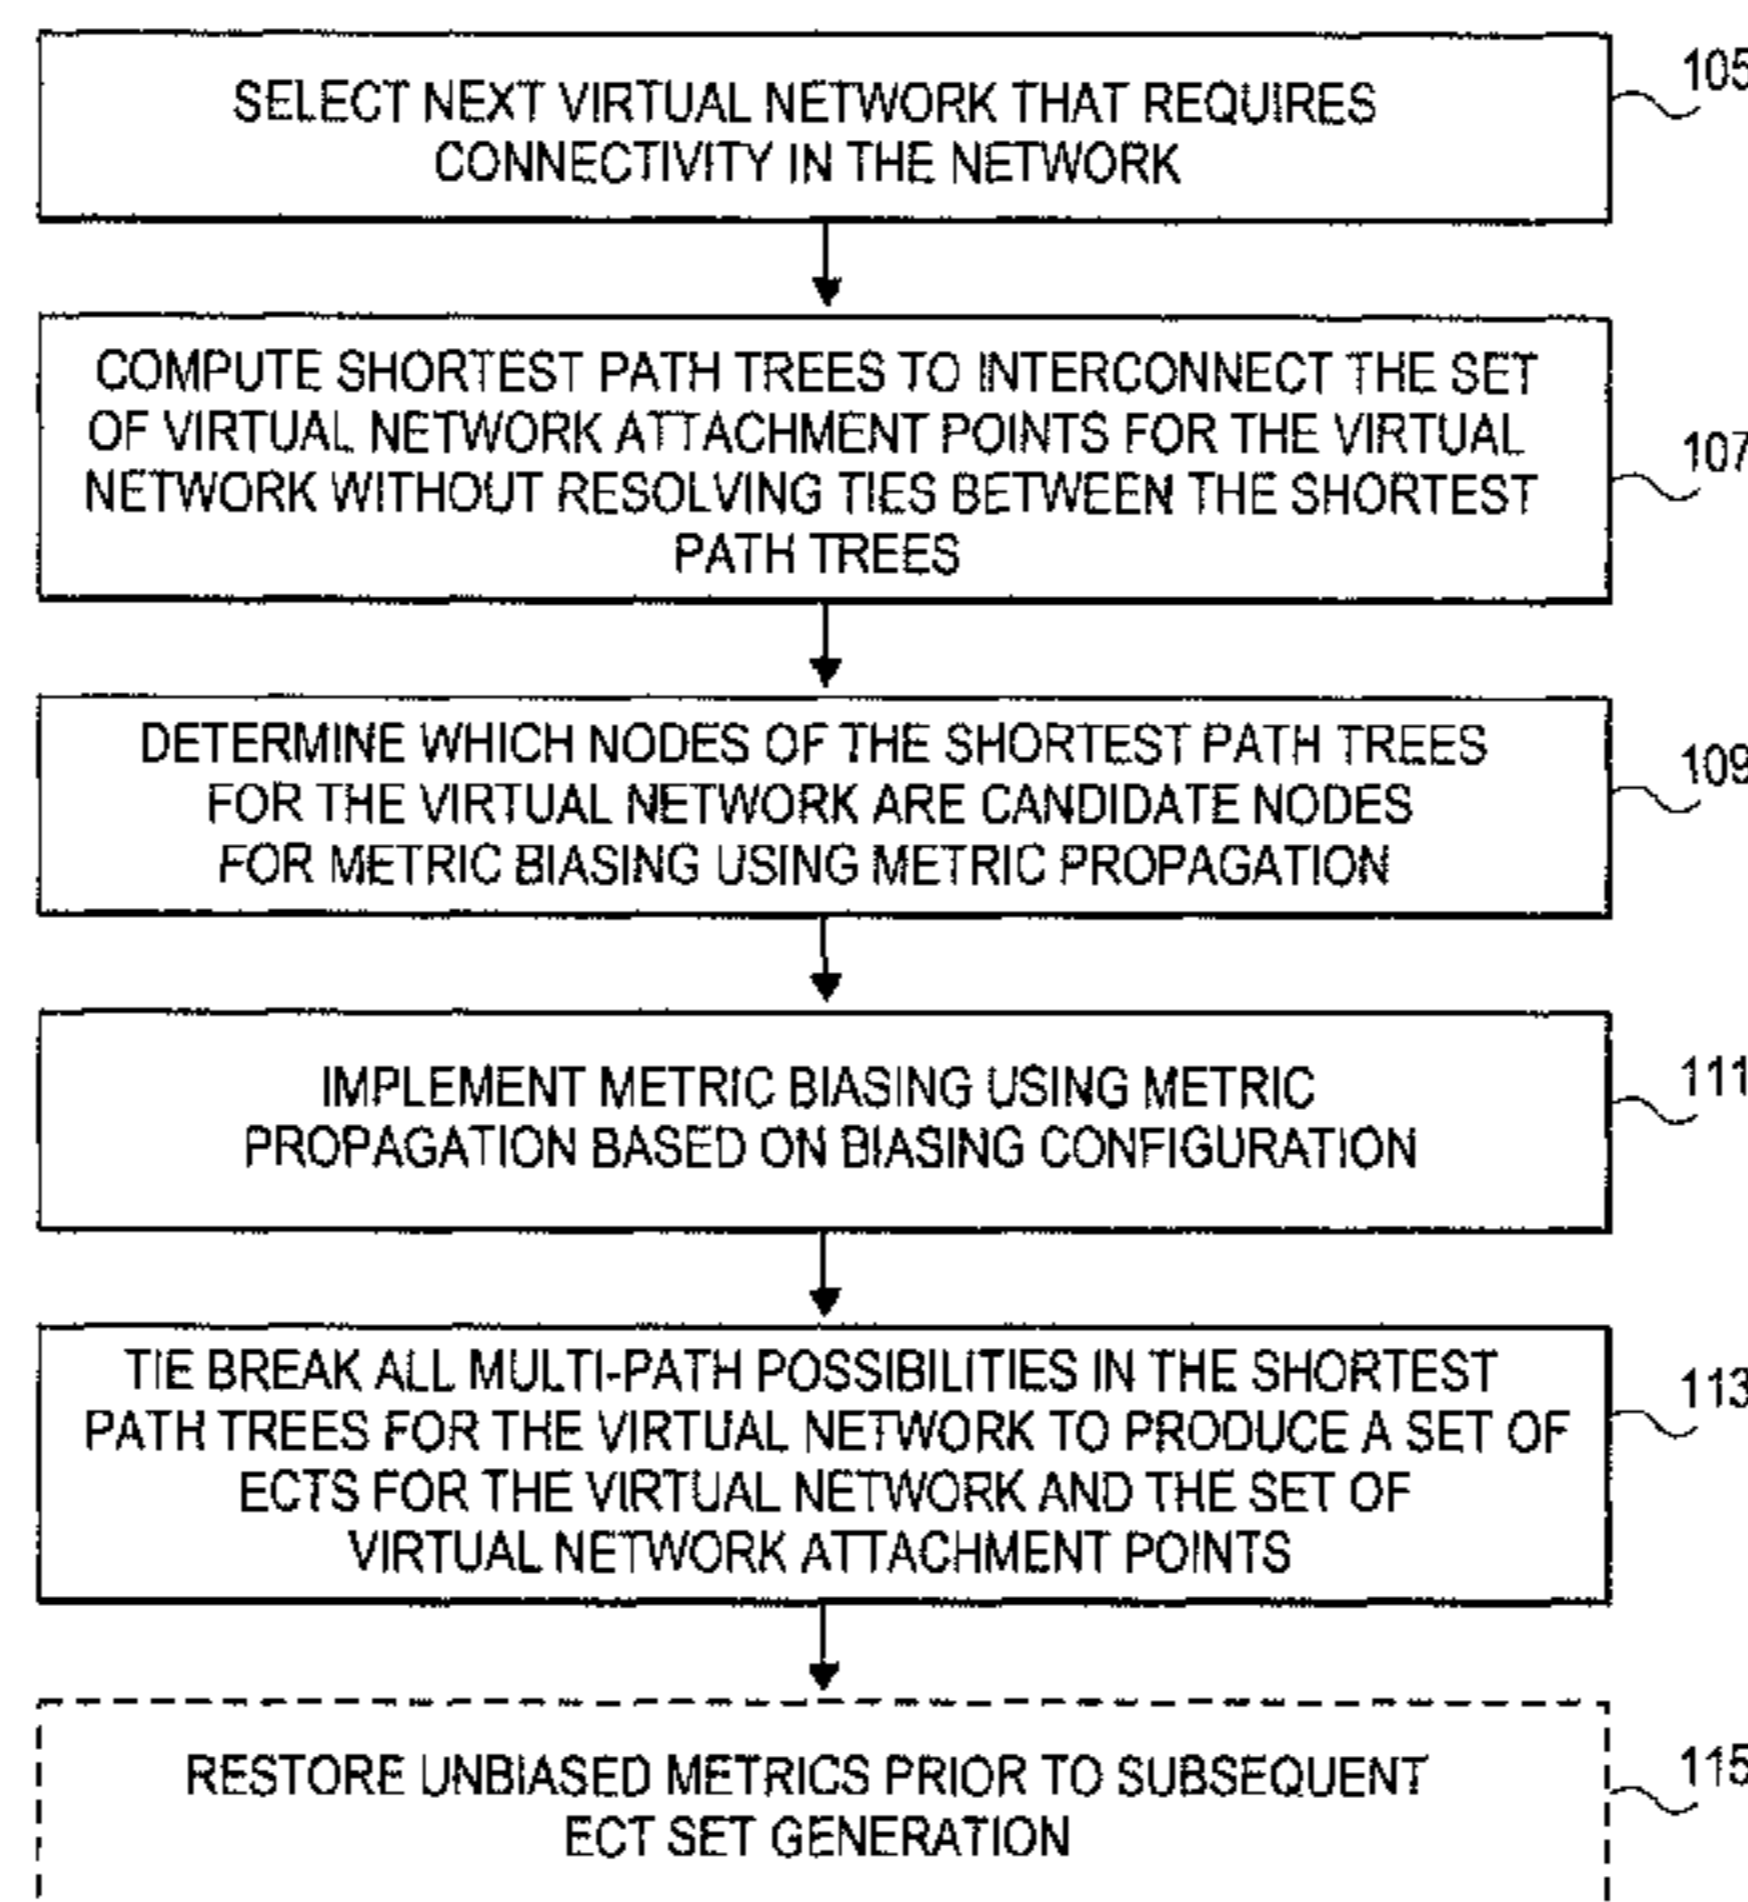 SELECT NEXT VIRTUAL NETWORK THAT REQUIRES
CONNECTIVITY IN THE NETWORK
105
COMPUTE SHORTEST PATH TREES TO INTERCONNECT THE SET
OF VIRTUAL NETWORK ATTACHMENT POINTS FOR THE VIRTUAL
NETWORK WITHOUT RESOLVING TIES BETWEEN THE SHORTEST
PATH TREES
107
DETERMINE WHICH NODES OF THE SHORTEST PATH TREES
FOR THE VIRTUAL NETWORK ARE CANDIDATE NODES
FOR METRIC BIASING USING METRIC PROPAGATION
109
IMPLEMENT METRIC BIASING USING METRIC
PROPAGATION BASED ON BIASING CONFIGURATION
111
TIE BREAK ALL MULTI-PATH POSSIBILITIES IN THE SHORTEST
PATH TREES FOR THE VIRTUAL NETWORK TO PRODUCE A SET OF
ECTS FOR THE VIRTUAL NETWORK AND THE SET OF
VIRTUAL NETWORK ATTACHMENT POINTS
113
RESTORE UNBIASED METRICS PRIOR TO SUBSEQUENT
ECT SET GENERATION
115